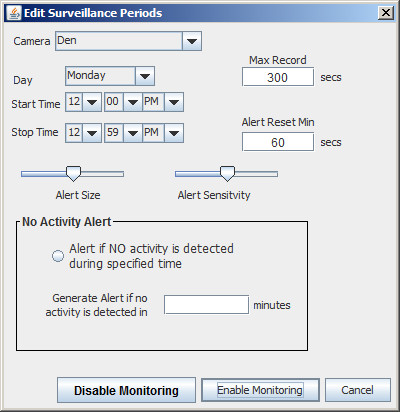 Edit Surveillance Periods
Camera Den
Max Record
Day Monday
300 secs
Start Time 12 00 PM
Alert Reset Min
Stop Time 12 59 PM
60 secs
Alert Size Alert Sensitvity
No Activity Alert
Alert if NO activity is detected
during specified time
Generate Alert if no
activity is detected in minutes
Disable Monitoring Enable Monitoring Cancel